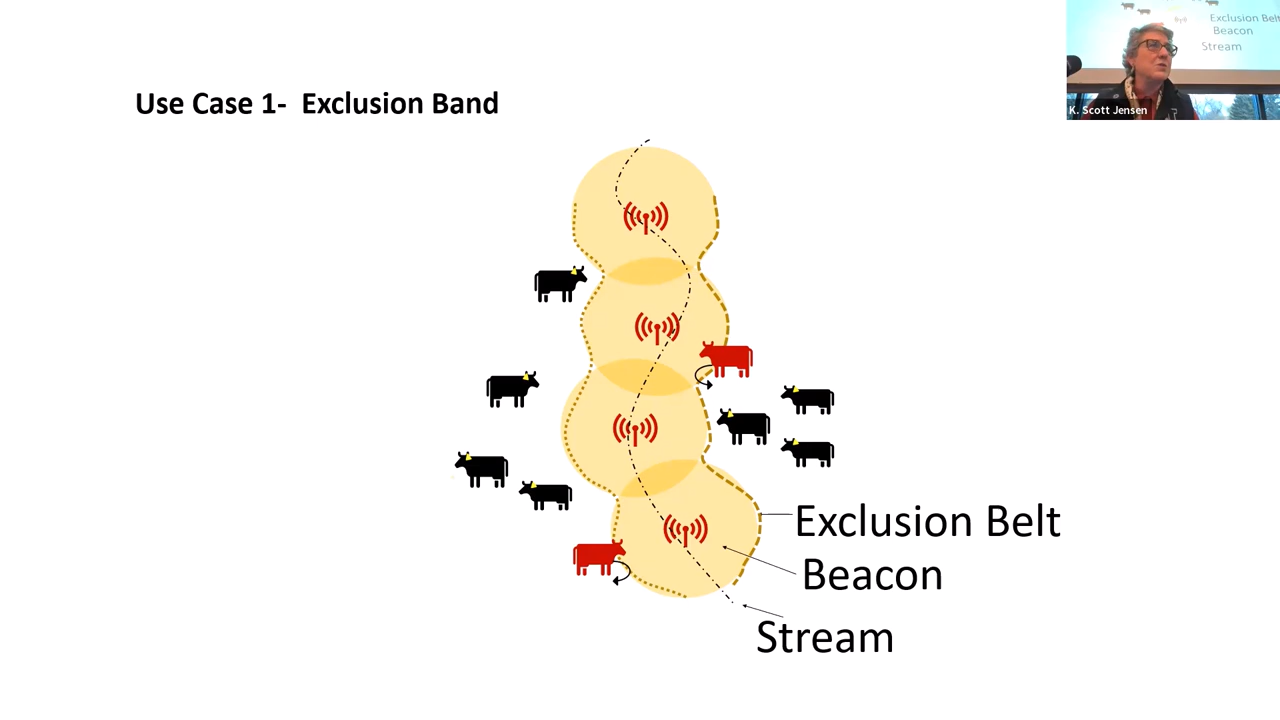 Use Case 1-  Exclusion Band
Exclusion Belt
Beacon
Stream
K. Scott Jensen
Exclusion Belt
Beacon
Stream